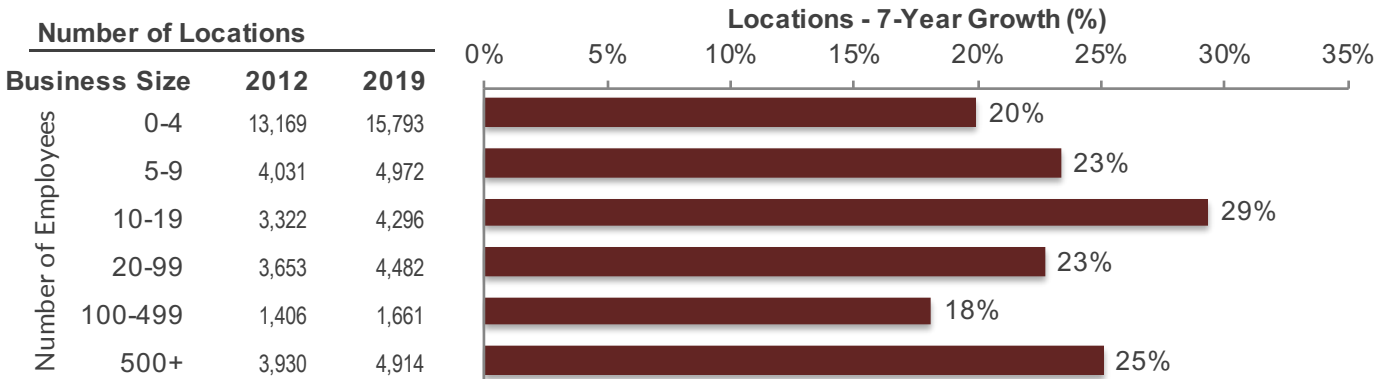 Locations - 7-Year Growth (%)
Number of Locations
0% 5% 10% 15% 20% 25% 30% 35%
Business Size 2012 2019
Number of Employees
0-4 13,169 15,793 20%
5-9 4,031 4,972 23%
10-19 3,322 4,296 29%
20-99 3,653 4,482 23%
100-499 1,406 1,661 18%
500+ 3,930 4,914 25%